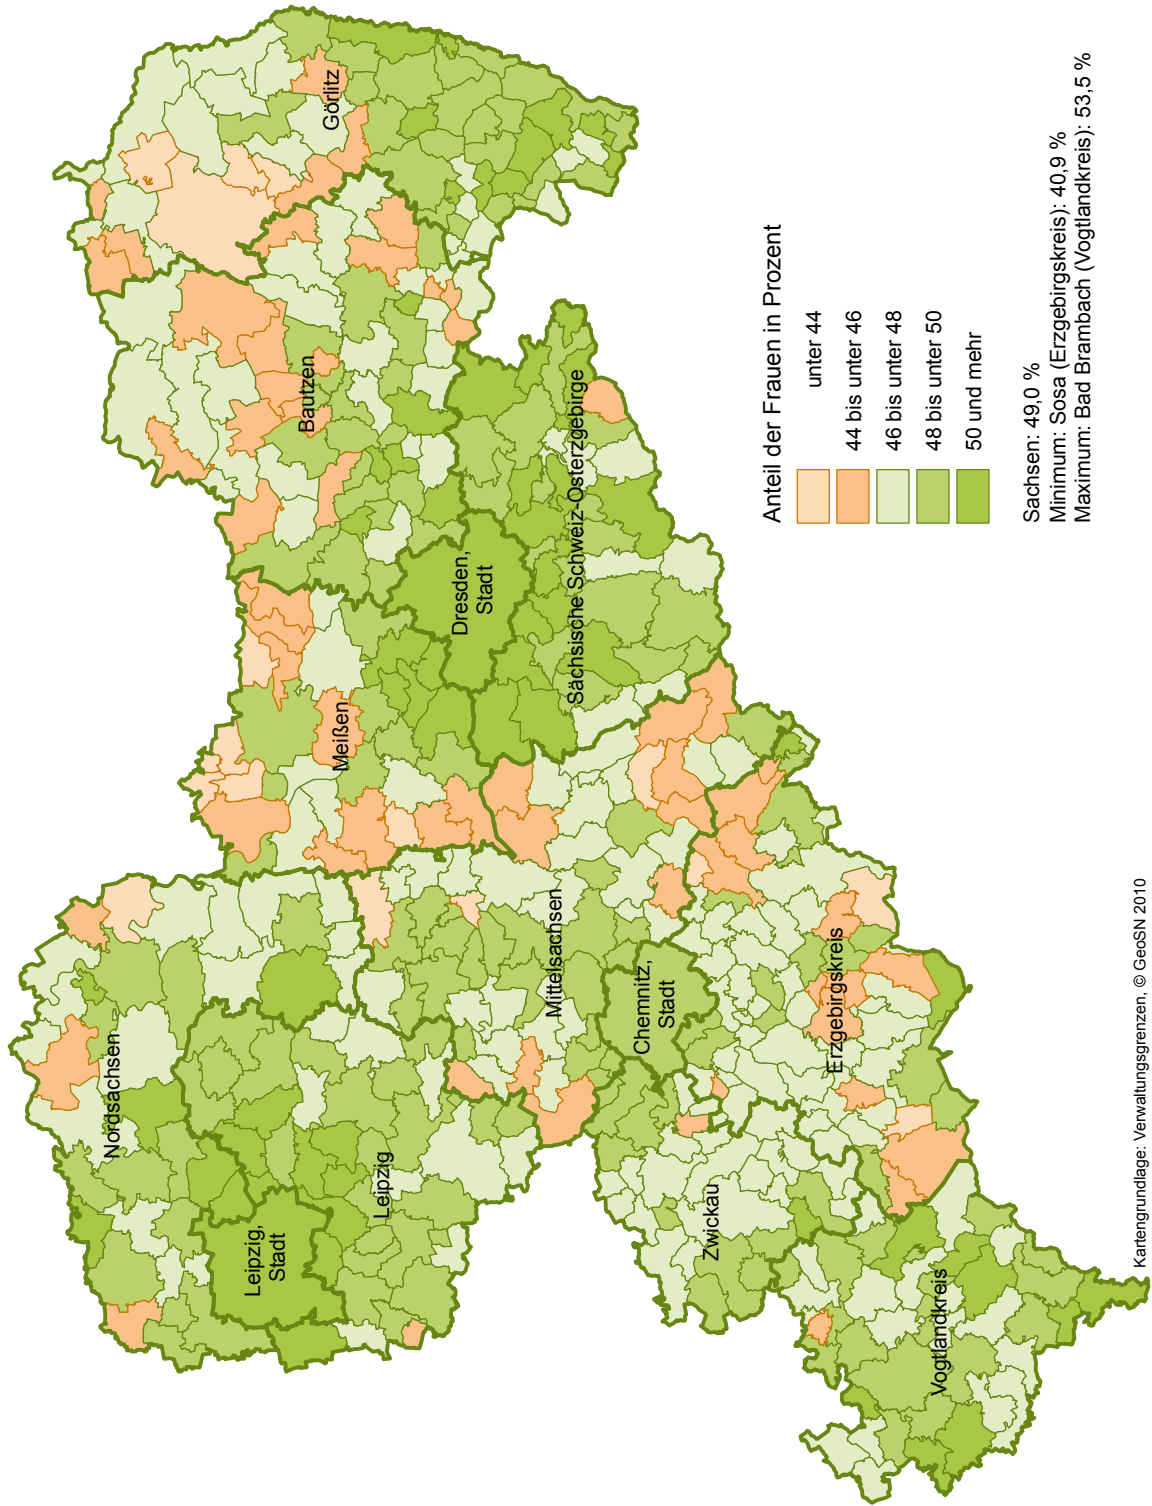 Görlitz
Bautzen
Dresden,
Stadt
Sächsische Schweiz-Osterzgebirge
Meißen
Nordsachsen
Mittelsachsen
Chemnitz,
Stadt
Erzgebirgskreis
Leipzig,
Stadt
Leipzig
Zwickau
Vogtlandkreis
Anteil der Frauen in Prozent
unter 44
44 bis unter 46
46 bis unter 48
48 bis unter 50
50 und mehr
Sachsen: 49,0 %
Minimum: Sosa (Erzgebirgskreis): 40,9 %
Maximum: Bad Brambach (Vogtlandkreis): 53,5 %
Kartengrundlage: Verwaltungsgrenzen, © GeoSN 2010